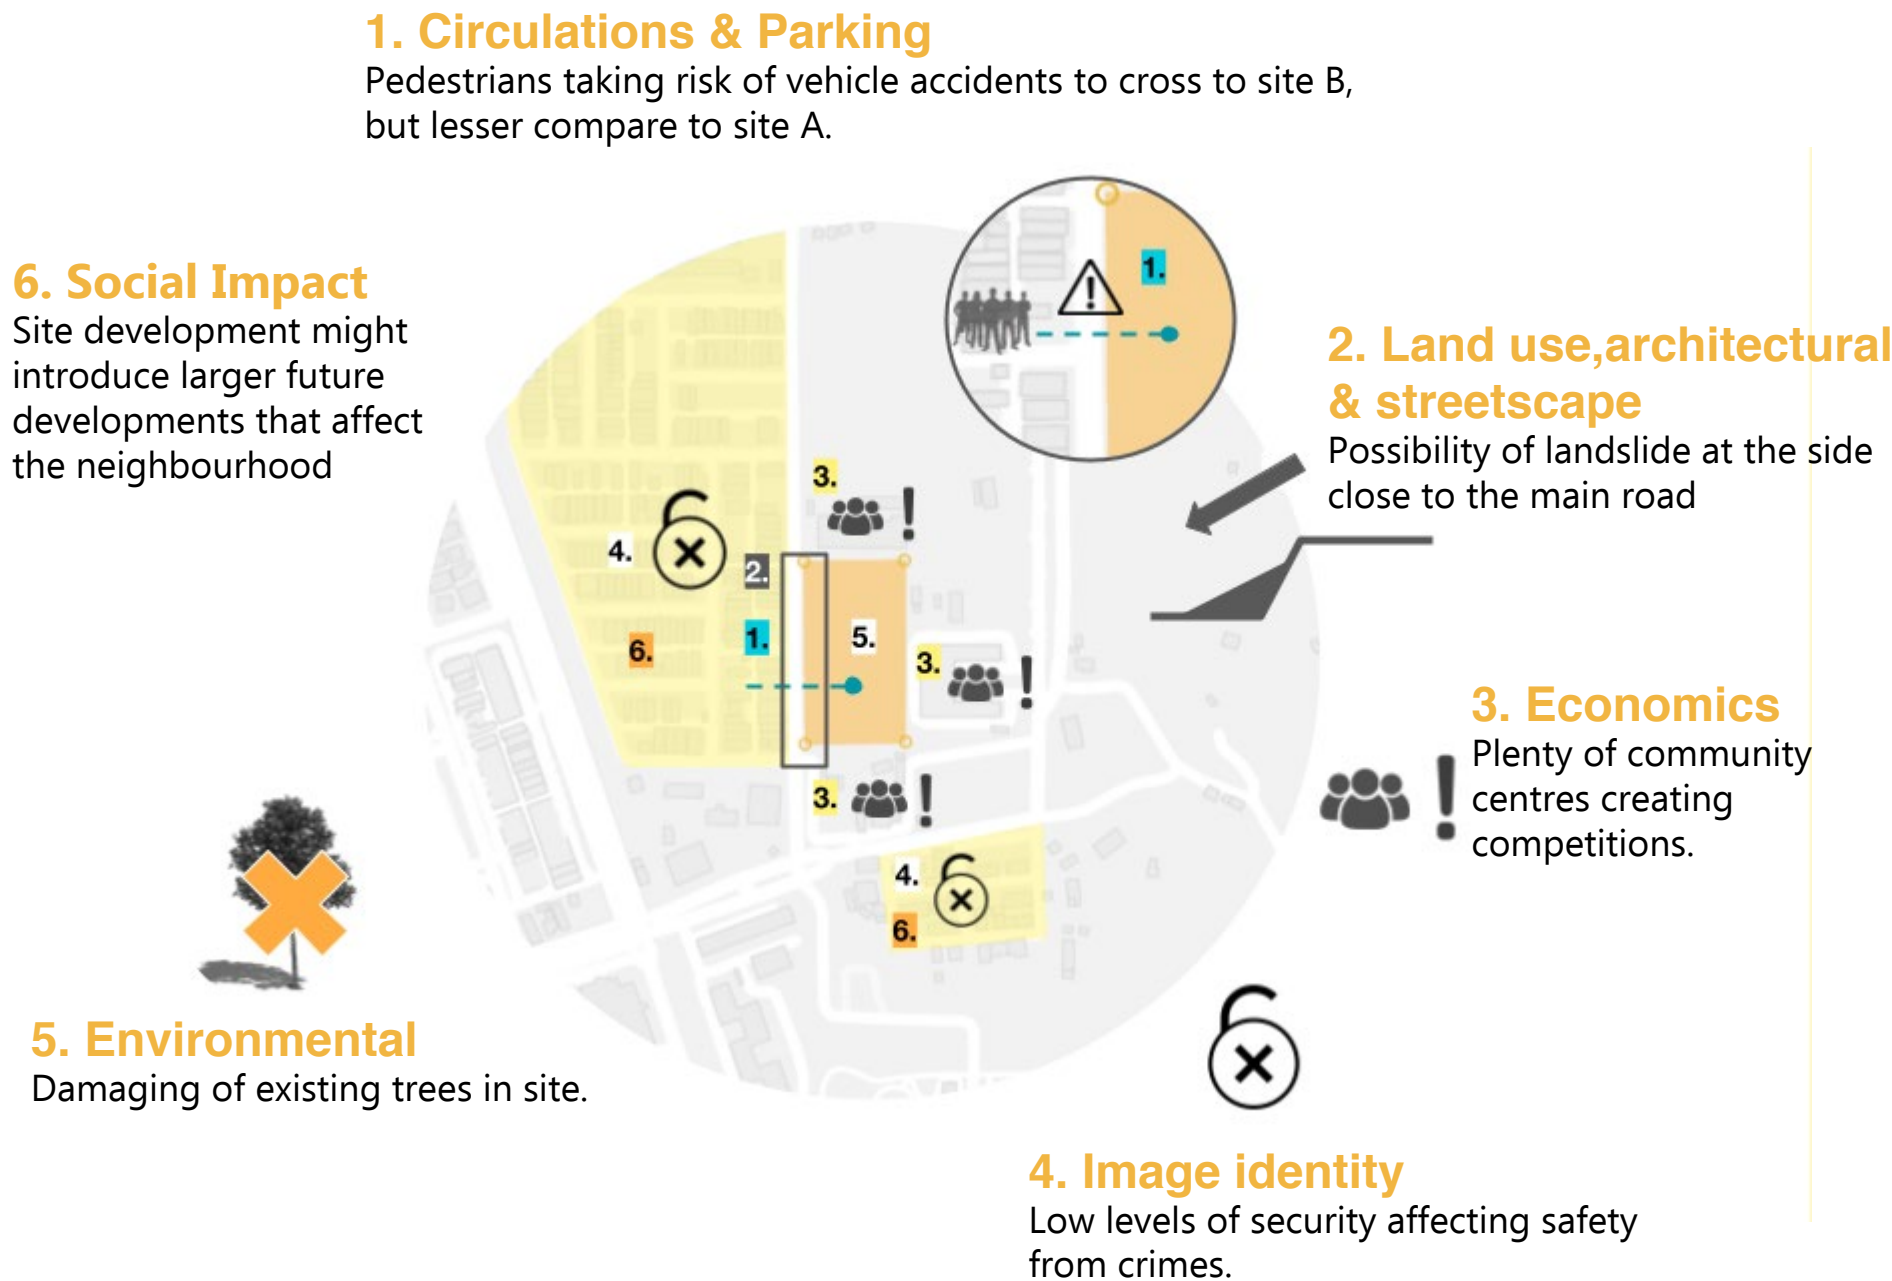 1. Circulations & Parking
Pedestrians taking risk of vehicle accidents to cross to site B,
but lesser compare to site A.
6. Social Impact
Site development might
introduce larger future
developments that affect
the neighbourhood
1.
2. Land use,architectural
& streetscape
Possibility of landslide at the side
close to the main road
3.
4.
2.
1.
5.
6.
3.
3.
4.
6.
3. Economics
Plenty of community
centres creating
competitions.
5. Environmental
Damaging of existing trees in site.
4. Image identity
Low levels of security affecting safety
from crimes.